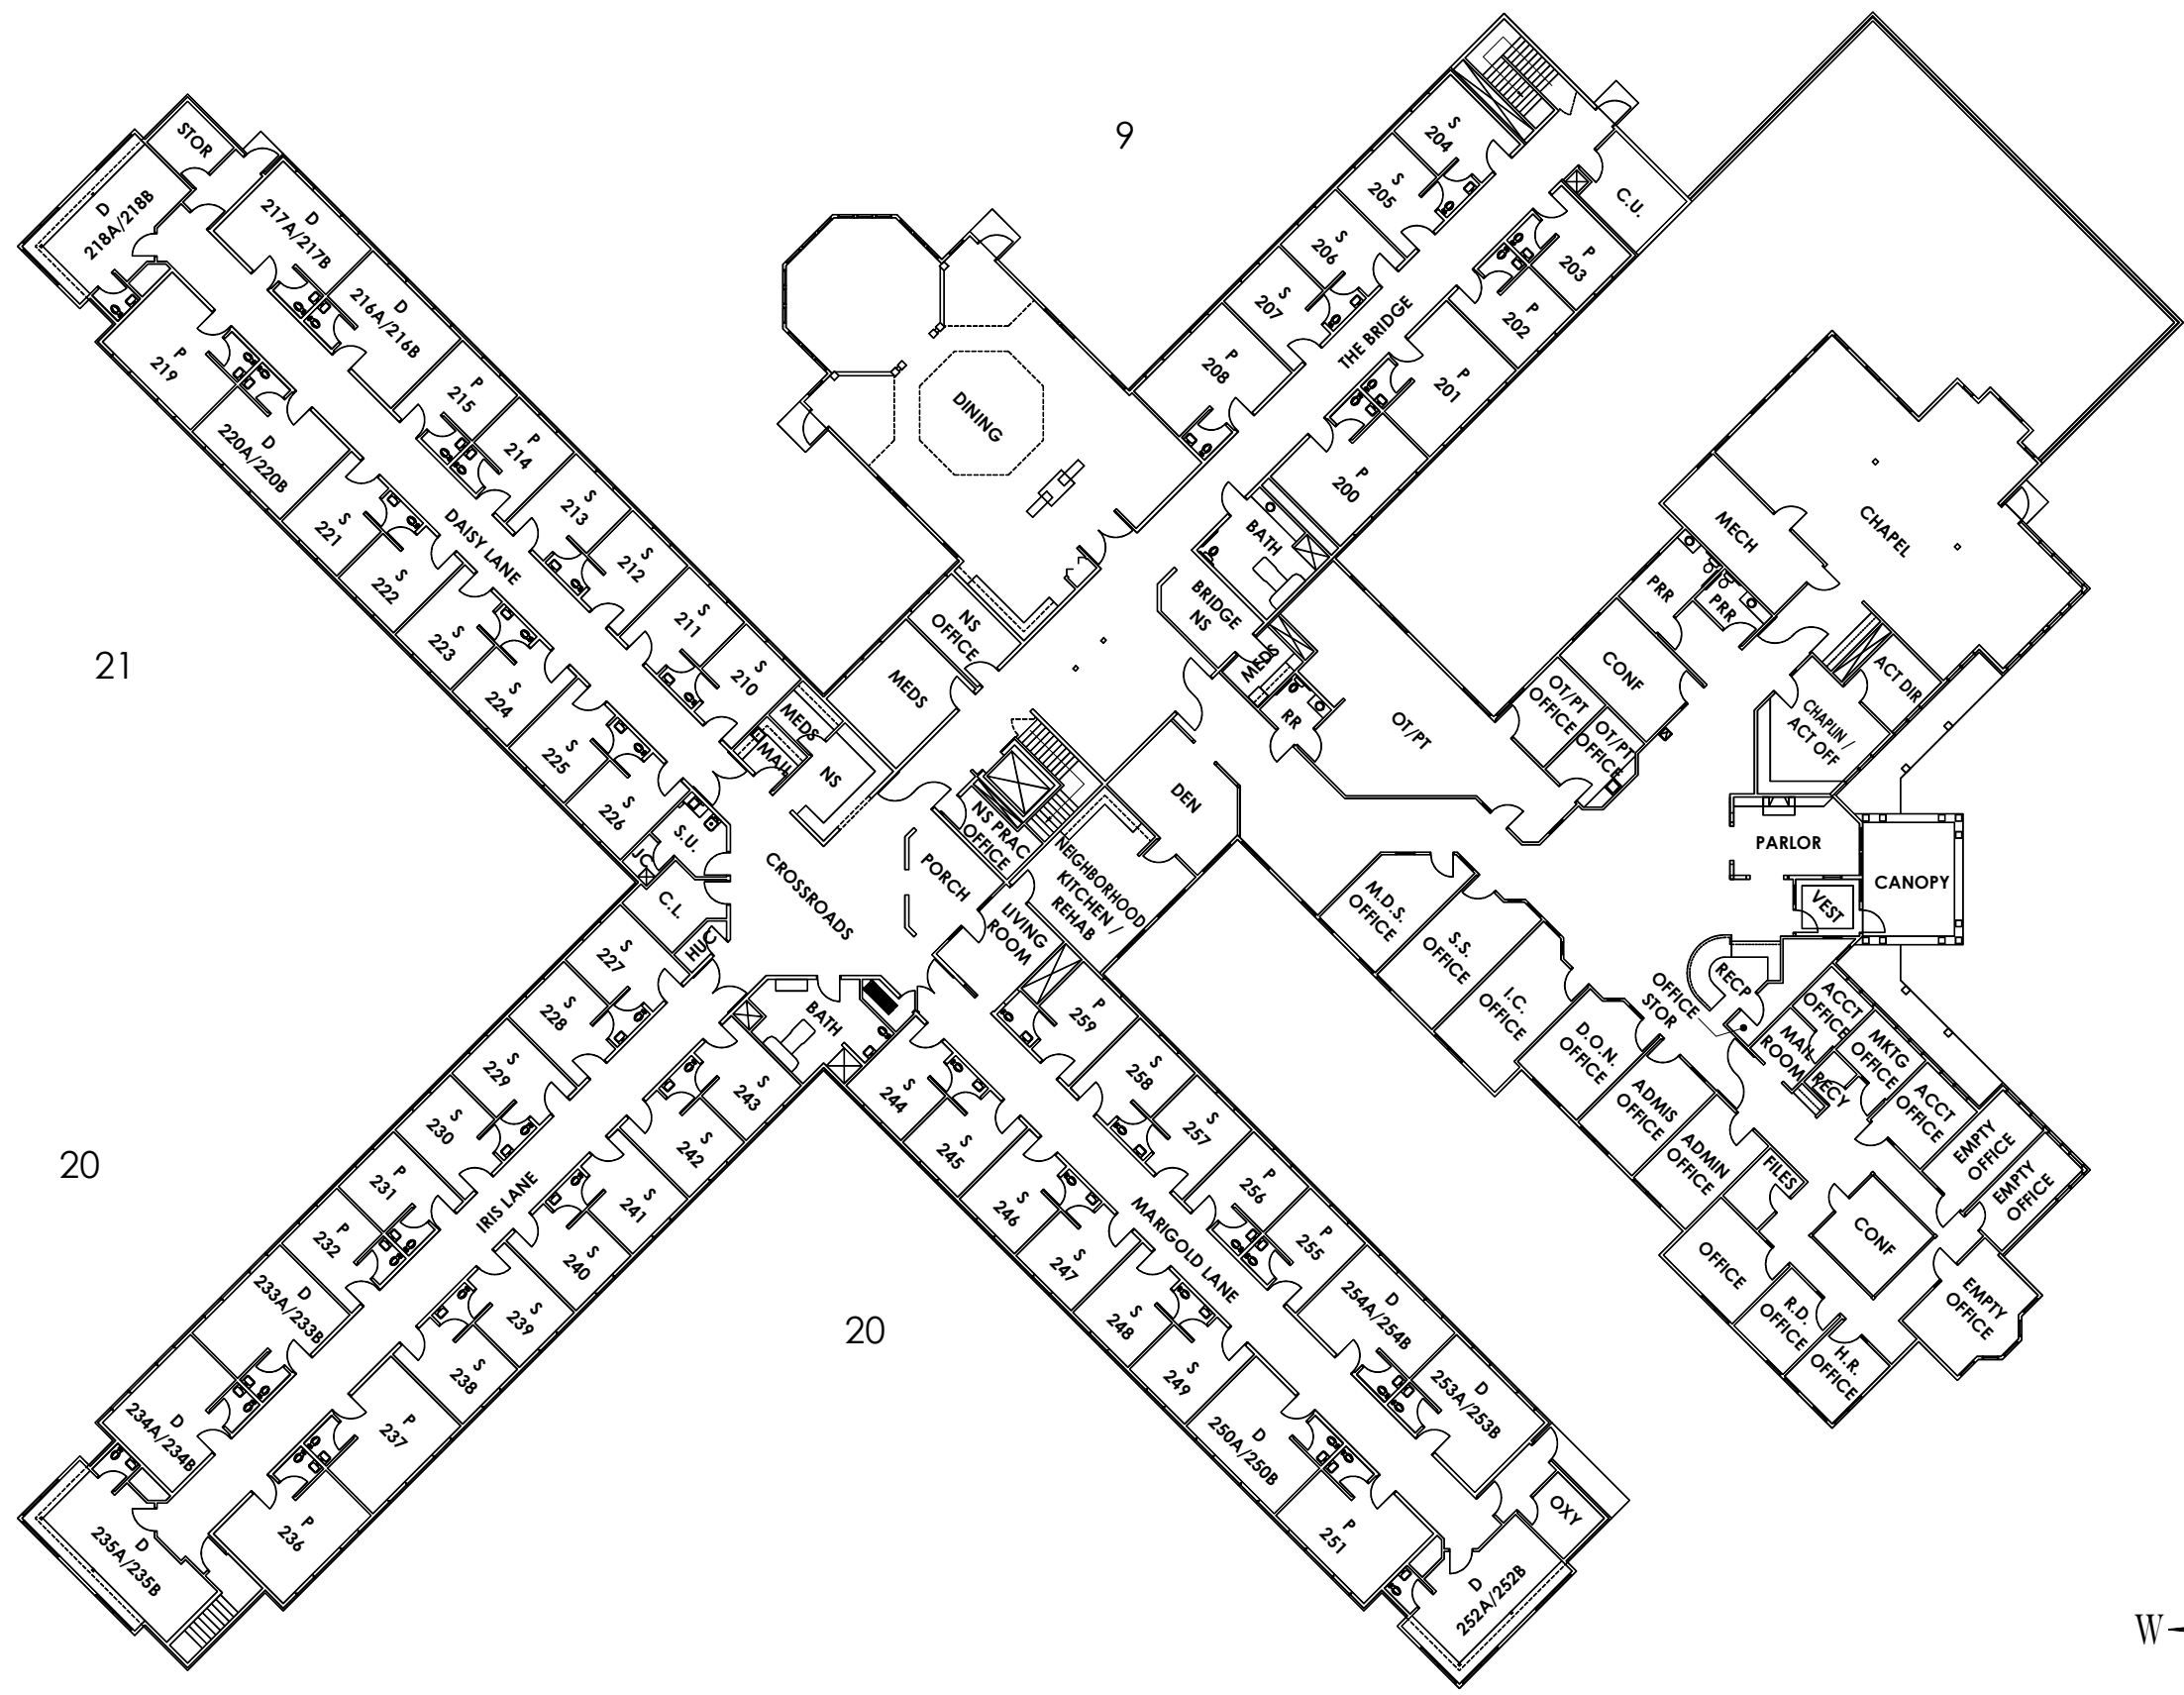 9
21
20
20
W
STOR
D
218A/218B
D
217A/217B
D
216A/216B
P
215
P
214
S
213
S
212
S
211
S
210
P
219
D
220A/220B
S
221
S
222
S
223
S
224
S
225
S
226
DAISY LANE
MEDS
MAIL
NS
S.U.
JC
C.L.
HUC
CROSSROADS
PORCH
BATH
DINING
NS
OFFICE
MEDS
NS PRAC
OFFICE
NEIGHBORHOOD
KITCHEN /
REHAB
LIVING
ROOM
DEN
S
204
S
205
S
206
S
207
P
208
THE BRIDGE
C.U.
P
203
P
202
P
201
P
200
BATH
BRIDGE
NS
MEDS
RR
OT/PT
OT/PT
OFFICE
OT/PT
OFFICE
CONF
PRR
PRR
MECH
CHAPEL
ACT DIR
CHAPLIN /
ACT OFF
PARLOR
CANOPY
VEST
RECP
OFFICE
STOR
M.D.S.
OFFICE
S.S.
OFFICE
I.C.
OFFICE
D.O.N.
OFFICE
ADMIS
OFFICE
ADMIN
OFFICE
FILES
ACCT
OFFICE
MAIL
ROOM
MKTG
OFFICE
RECY
ACCT
OFFICE
EMPTY
OFFICE
EMPTY
OFFICE
CONF
EMPTY
OFFICE
OFFICE
R.D.
OFFICE
H.R.
OFFICE
S
227
S
228
S
229
S
230
P
231
P
232
D
233A/233B
D
234A/234B
D
235A/235B
P
236
P
237
S
238
S
239
S
240
S
241
S
242
S
243
IRIS LANE
S
244
S
245
S
246
S
247
S
248
S
249
D
250A/250B
P
251
D
252A/252B
OXY
D
253A/253B
D
254A/254B
P
255
P
256
S
257
S
258
P
259
MARIGOLD LANE